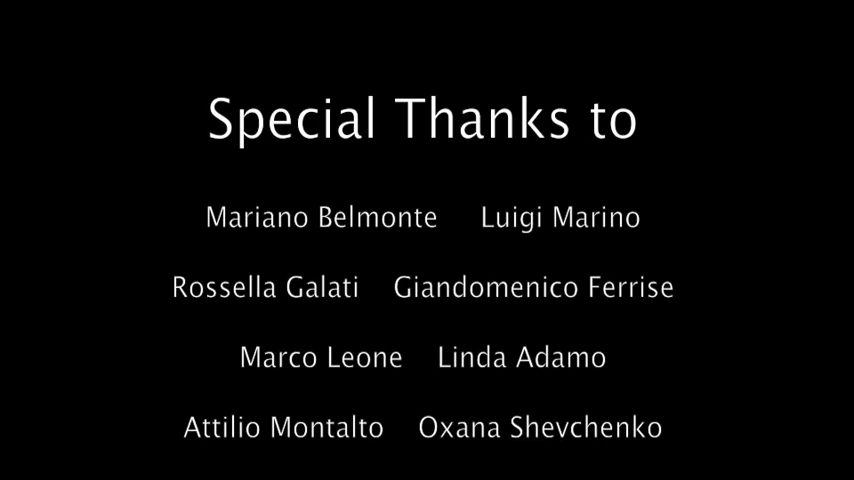 Special Thanks to
Mariano Belmonte Luigi Marino
Rossella Galati Giandomenico Ferrise
Marco Leone Linda Adamo
Attilio Montalto Oxana Shevchenko